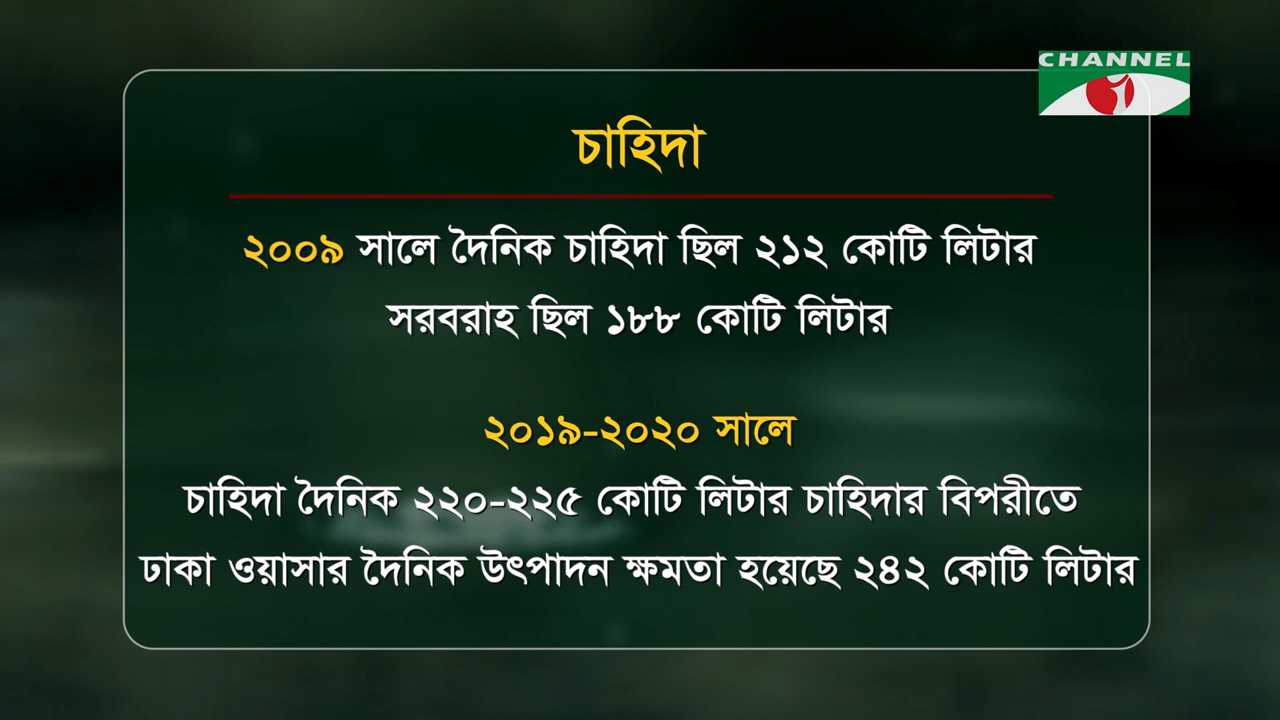 CHANNEL
চাহিদা
২০০৯ সালে দৈনিক চাহিদা ছিল ২১২ কোটি লিটার
সরবরাহ ছিল ১৮৮ কোটি লিটার
২০১৯-২০২০ সালে
চাহিদা দৈনিক ২২০-২২৫ কোটি লিটার চাহিদার বিপরীতে
ঢাকা ওয়াসার দৈনিক উৎপাদন ক্ষমতা হয়েছে ২৪২ কোটি লিটার